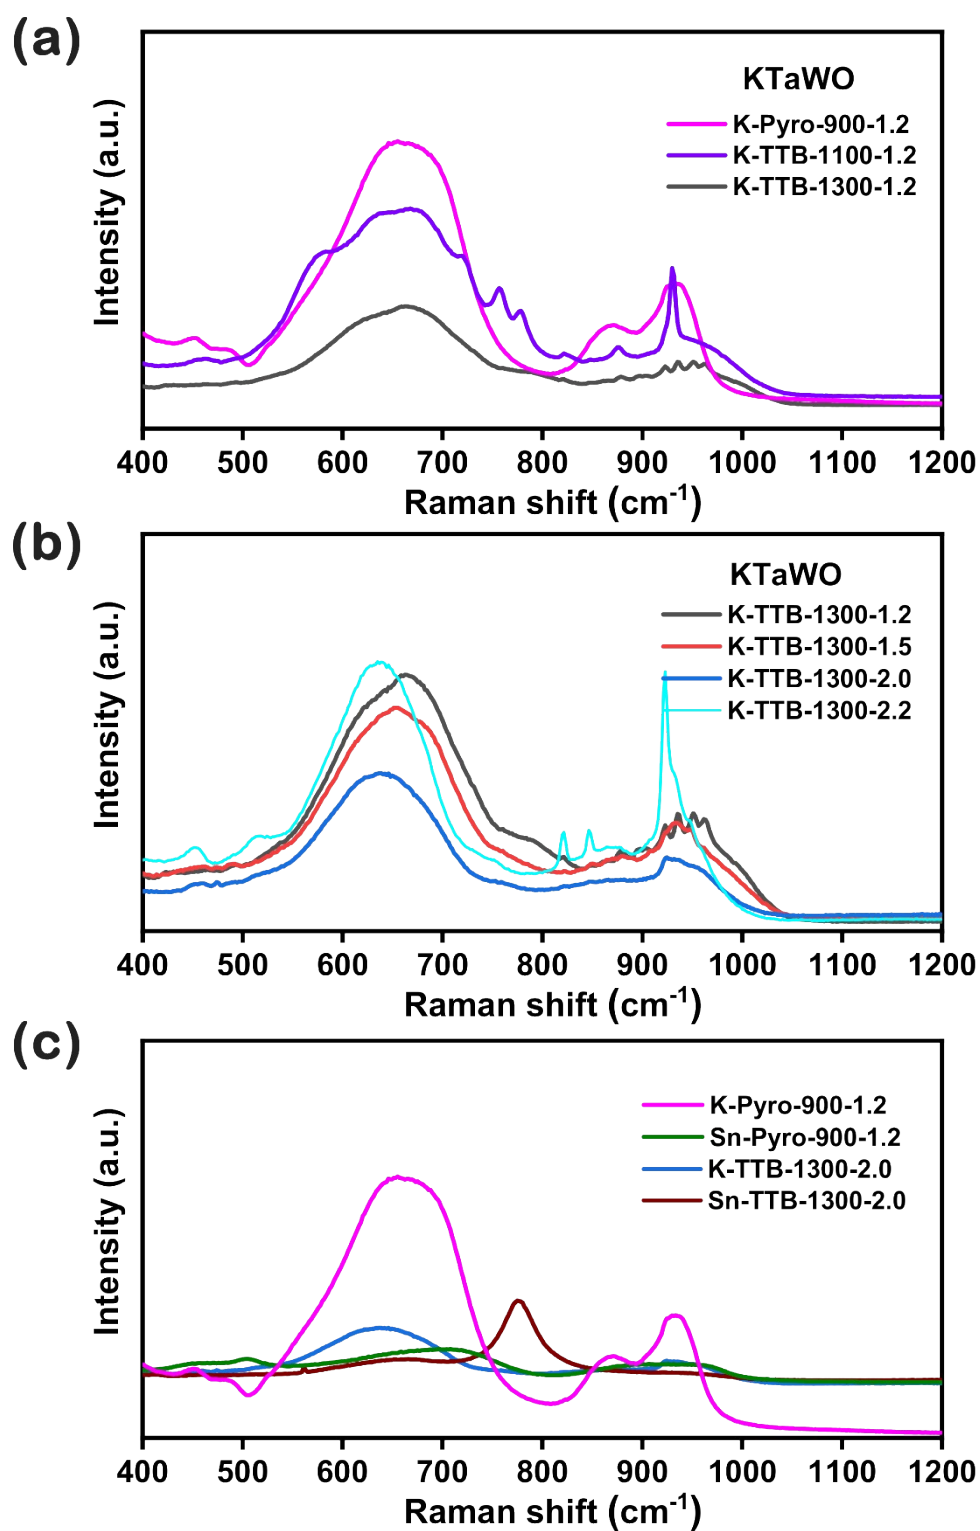 (a)
KTaWO
K-Pyro-900-1.2
K-TTB-1100-1.2
K-TTB-1300-1.2
Intensity (a.u.)
400 500 600 700 800 900 1000 1100 1200
Raman shift (cm-1)
(b)
KTaWO
K-TTB-1300-1.2
K-TTB-1300-1.5
K-TTB-1300-2.0
K-TTB-1300-2.2
Intensity (a.u.)
400 500 600 700 800 900 1000 1100 1200
Raman shift (cm-1)
(c)
K-Pyro-900-1.2
Sn-Pyro-900-1.2
K-TTB-1300-2.0
Sn-TTB-1300-2.0
Intensity (a.u.)
400 500 600 700 800 900 1000 1100 1200
Raman shift (cm-1)